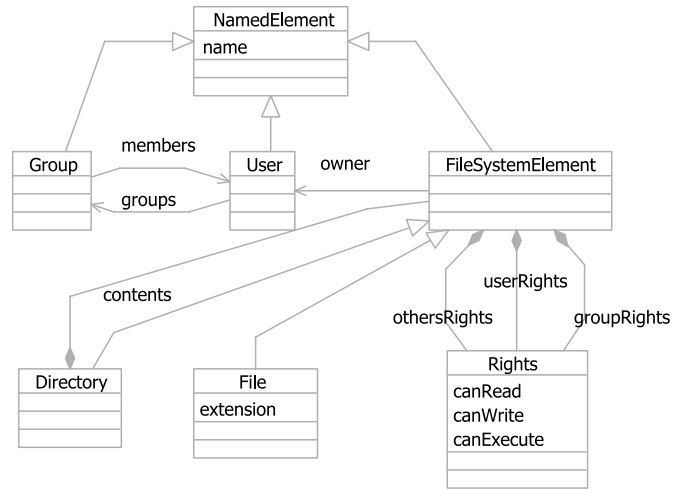 NamedElement
name
members
Group
User
owner
FileSystemElement
groups
contents
userRights
othersRights
groupRights
Directory
File
extension
Rights
canRead
canWrite
canExecute